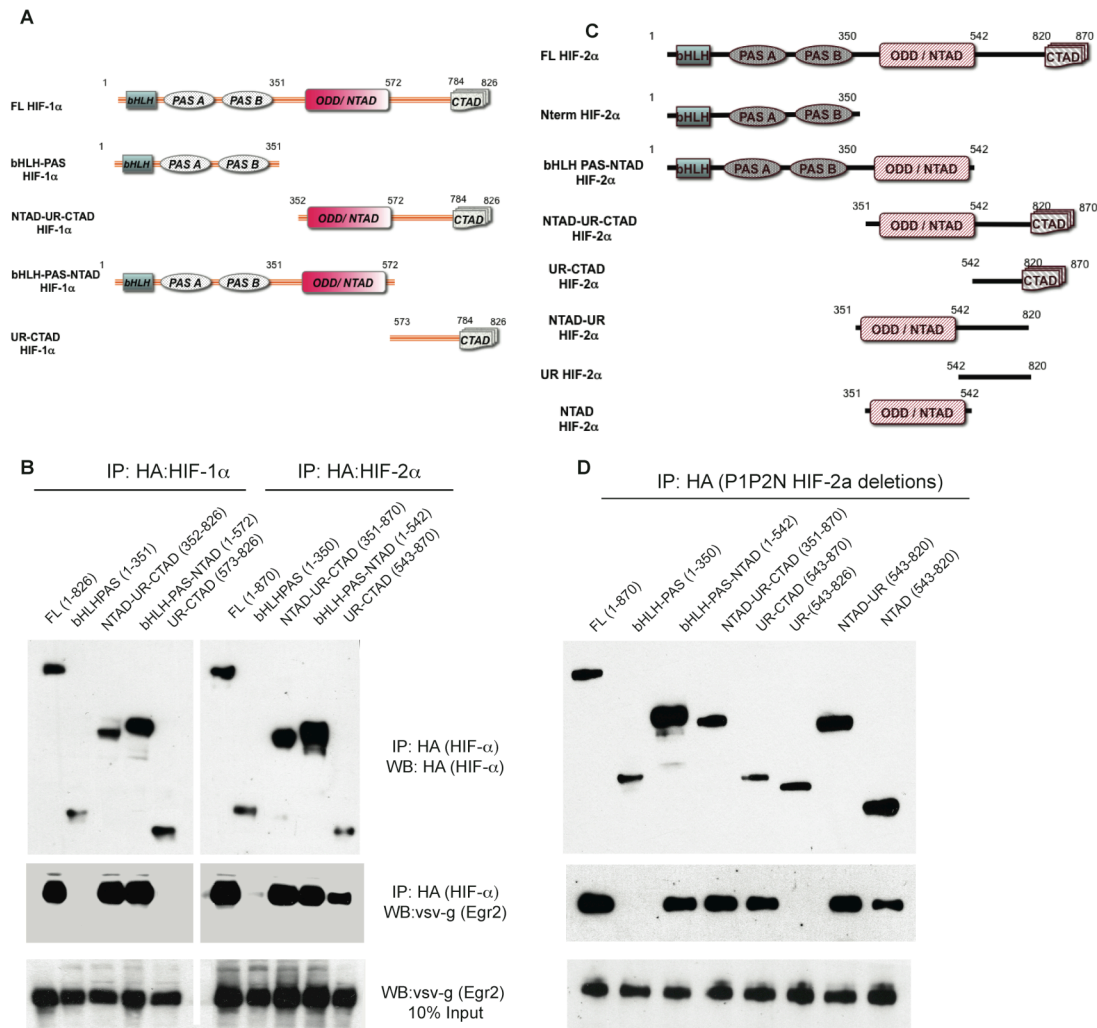 A
1 351 572 784 826
FL HIF-1α
bHLH PAS A PAS B ODD/ NTAD CTAD
1 351
bHLH-PAS
HIF-1α
bHLH PAS A PAS B
352 572 784 826
NTAD-UR-CTAD
HIF-1α
ODD/ NTAD CTAD
1 351 572
bHLH-PAS-NTAD
HIF-1α
bHLH PAS A PAS B ODD/ NTAD
573 784 826
UR-CTAD
HIF-1α
CTAD
C
1 350 542 820 870
FL HIF-2α
bHLH PAS A PAS B ODD / NTAD CTAD
1 350
Nterm HIF-2α
bHLH PAS A PAS B
1 350 542
bHLH PAS-NTAD
HIF-2α
bHLH PAS A PAS B ODD / NTAD
351 542 820 870
NTAD-UR-CTAD
HIF-2α
ODD / NTAD CTAD
542 820 870
UR-CTAD
HIF-2α
CTAD
351 542 820
NTAD-UR
HIF-2α
ODD / NTAD
542 820
UR HIF-2α
351 542
NTAD
HIF-2α
ODD / NTAD
B
IP: HA:HIF-1α
IP: HA:HIF-2α
FL (1-826)
bHLHPAS (1-351)
NTAD-UR-CTAD (352-826)
bHLH-PAS-NTAD (1-572)
UR-CTAD (573-826)
FL (1-870)
bHLHPAS (1-350)
NTAD-UR-CTAD (351-870)
bHLH-PAS-NTAD (1-542)
UR-CTAD (543-870)
IP: HA (HIF-α)
WB: HA (HIF-α)
IP: HA (HIF-α)
WB:vsv-g (Egr2)
WB:vsv-g (Egr2)
10% Input
D
IP: HA (P1P2N HIF-2a deletions)
FL (1-870)
bHLH-PAS (1-350)
bHLH-PAS-NTAD (1-542)
NTAD-UR-CTAD (351-870)
UR-CTAD (543-870)
UR-(543-826)
NTAD-UR (543-820)
NTAD (543-820)